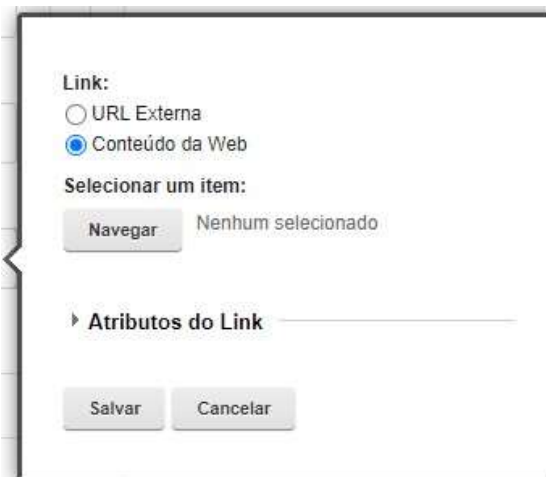 Link:
URL Externa
Conteúdo da Web
Selecionar um item:
Navegar Nenhum selecionado
Atributos do Link
Salvar Cancelar